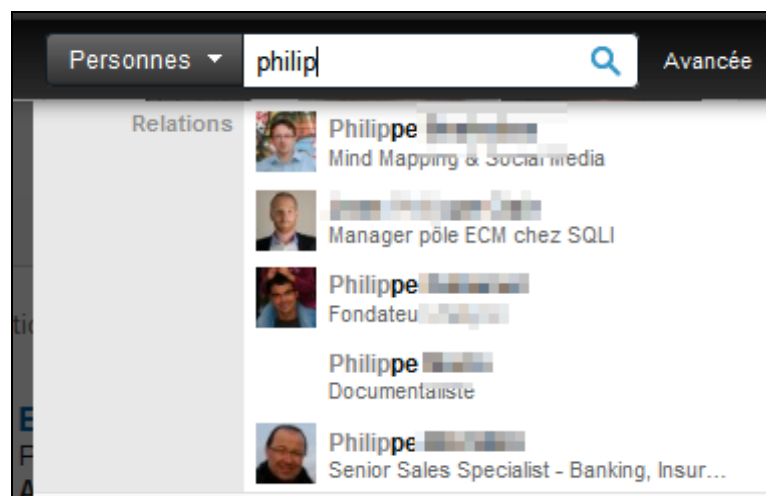 Personnes
philip
Avancée
Relations
Philippe
Mind Mapping & Social Media
Manager pôle ECM chez SQLI
Philippe
Fondateu
Philippe
Documentaliste
Philippe
Senior Sales Specialist - Banking, Insur...